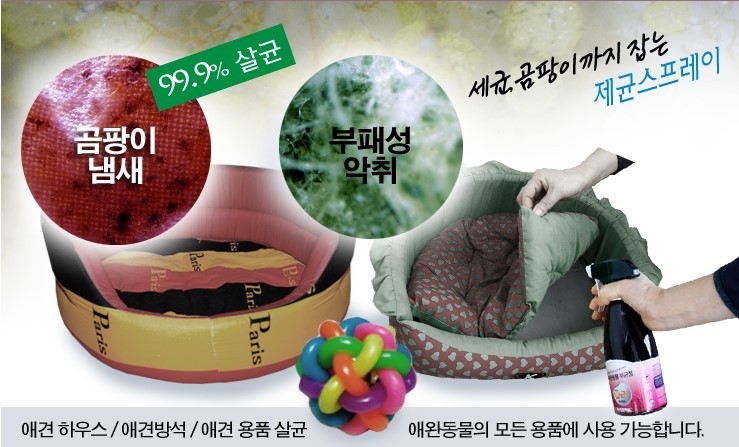 99.9% 살균
세균,곰팡이까지 잡는
제균스프레이
곰팡이
냄새
부패성
악취
Paris
Paris
Paris
Paris
애견 하우스 / 애견방석 / 애견 용품 살균
애완동물의 모든 용품에 사용 가능합니다.